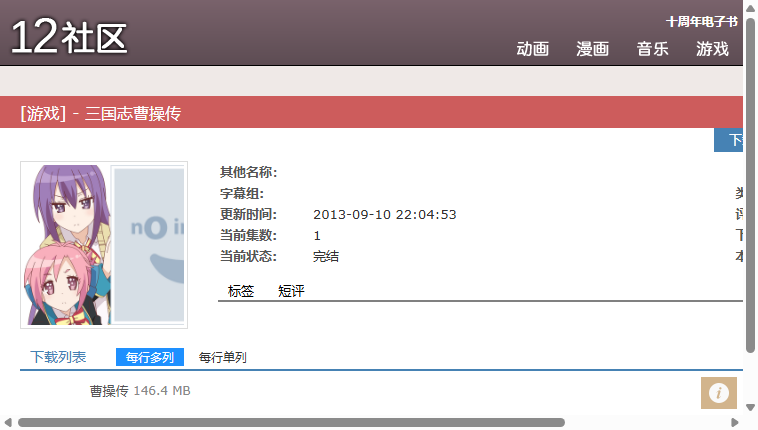 12社区
十周年电子书
动画 漫画 音乐 游戏
[游戏] - 三国志曹操传
其他名称:
字幕组:
更新时间: 2013-09-10 22:04:53
当前集数: 1
当前状态: 完结
标签 短评
下载列表 每行多列 每行单列
曹操传 146.4 MB